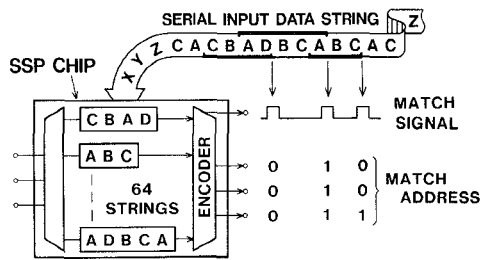 SERIAL INPUT DATA STRING
Z
X Y Z C A C B A D B C A B C A C
SSP CHIP
C B A D
MATCH
SIGNAL
A B C
ENCODER
64
STRINGS
0 1 0
0 1 0
0 1 1
MATCH
ADDRESS
A D B C A